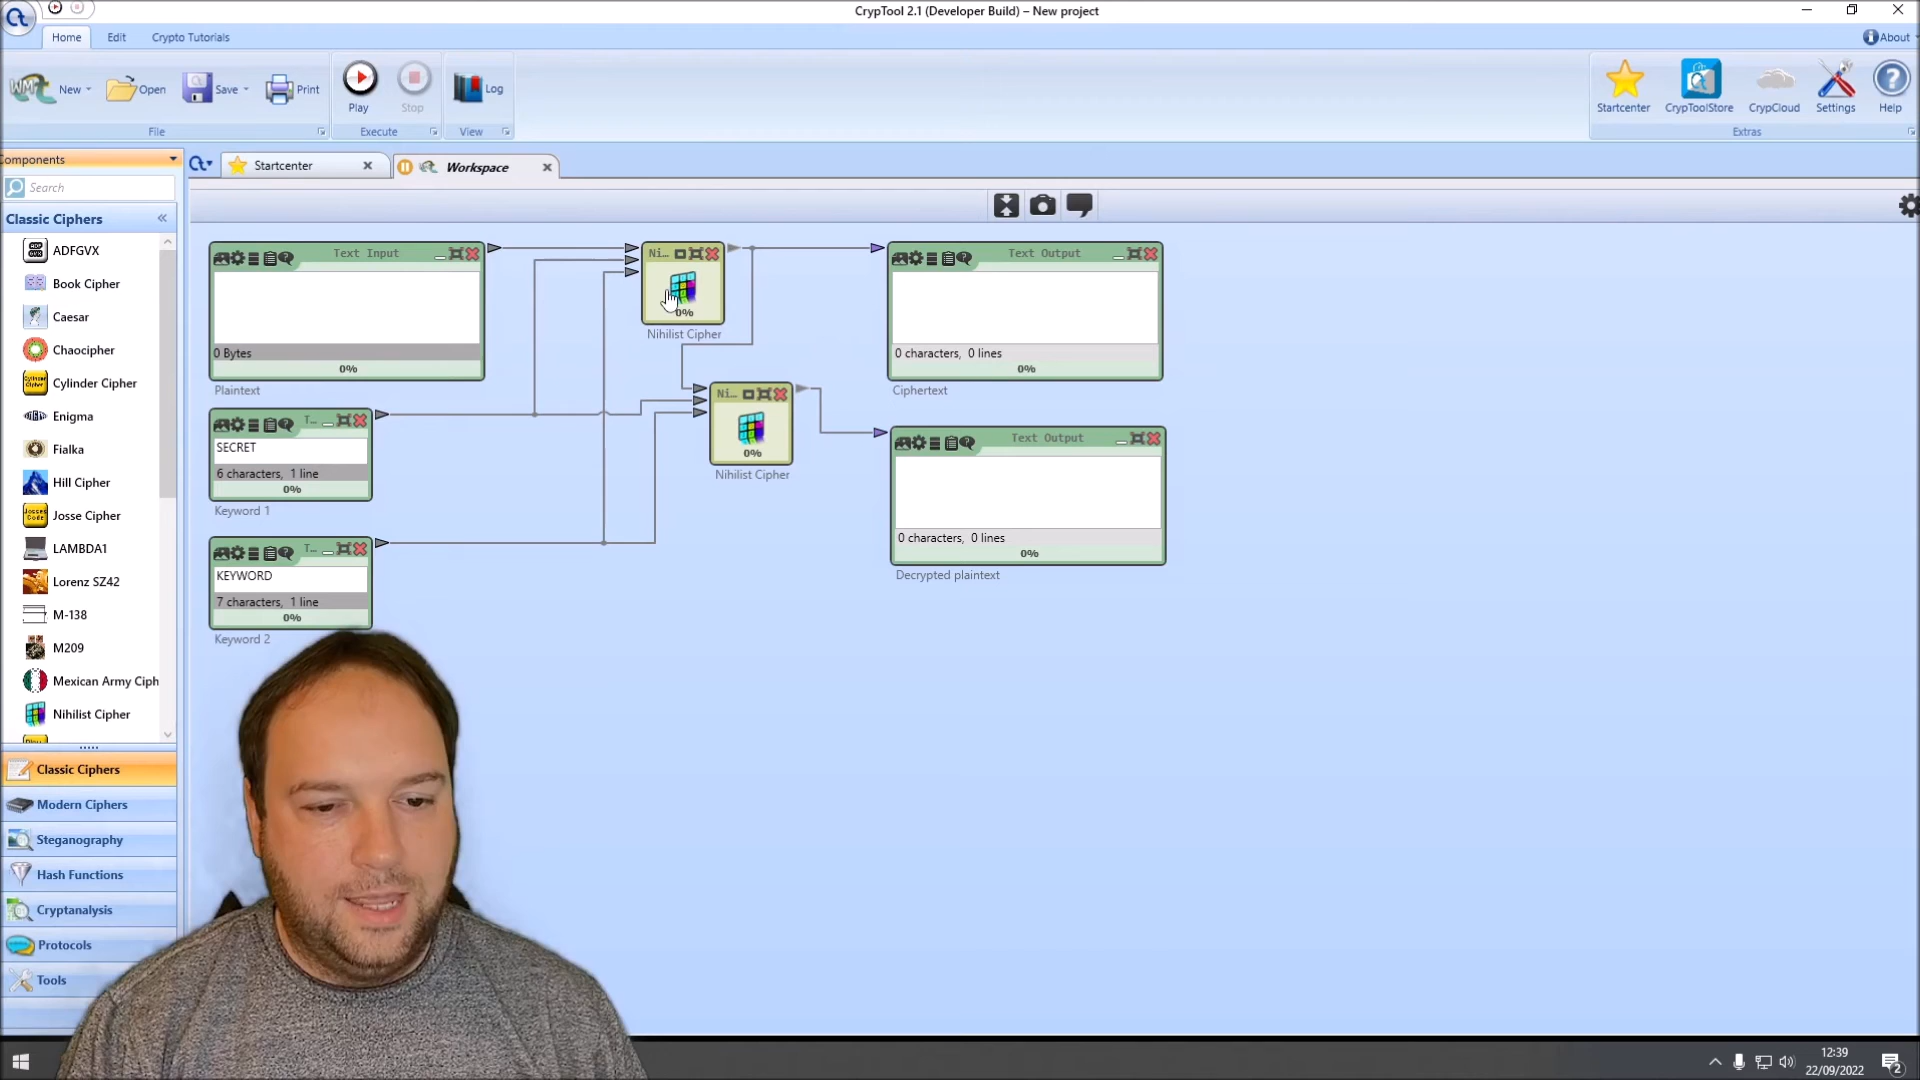 CrypTool 2.1 (Developer Build) – New project
Home Edit Crypto Tutorials
About
New Open Save Print
Play Stop Log
Startcenter CrypToolStore CrypCloud Settings Help
File Execute View Extras
Components
Startcenter Workspace
Search
Classic Ciphers
ADFGVX
Book Cipher
Caesar
Chaocipher
Cylinder Cipher
Enigma
Fialka
Hill Cipher
Josse Cipher
LAMBDA1
Lorenz SZ42
M-138
M209
Mexican Army Ciph
Nihilist Cipher
Classic Ciphers
Modern Ciphers
Steganography
Hash Functions
Cryptanalysis
Protocols
Tools
Text Input
0 Bytes
0%
Plaintext
T...
SECRET
6 characters, 1 line
0%
Keyword 1
T...
KEYWORD
7 characters, 1 line
0%
Keyword 2
Ni...
0%
Nihilist Cipher
Ni...
0%
Nihilist Cipher
Text Output
0 characters, 0 lines
0%
Ciphertext
Text Output
0 characters, 0 lines
0%
Decrypted plaintext
12:39
22/09/2022
2